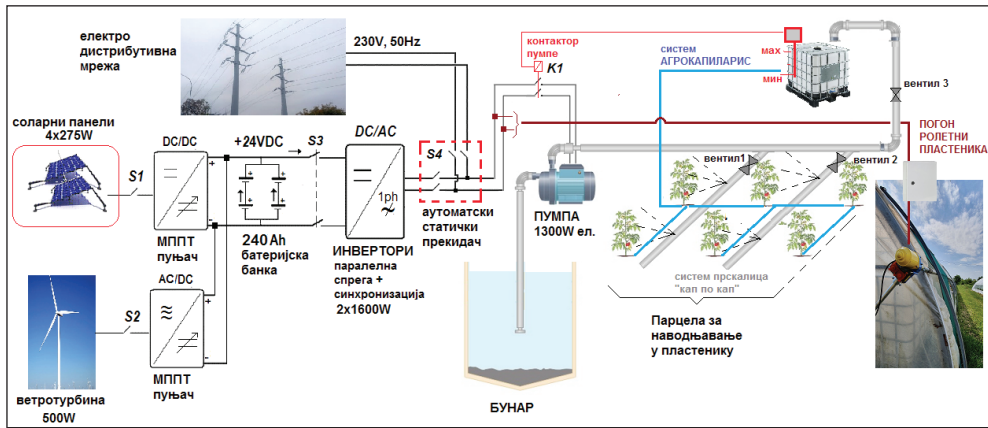 електро
дистрибутивна
мрежа
230V, 50Hz
контактор
пумпе
K1
систем
АГРОКАПИЛАРИС
мах
мин
вентил 3
соларни панели
4x275W
S1
DC/DC
+24VDC
S3
DC/AC
S4
1ph
ПОГОН
РОЛЕТНИ
ПЛАСТЕНИКА
вентил1
вентил 2
+
-
МППТ
пуњач
240 Ah
батеријска
банка
ИНВЕРТОРИ
паралелна
спрега +
синхронизација
2x1600W
аутоматски
статички
прекидач
ПУМПА
1300W ел.
систем прскалица
"кап по кап"
AC/DC
+
-
S2
МППТ
пуњач
ветротурбина
500W
БУНАР
Парцела за
наводњавање
у пластенику